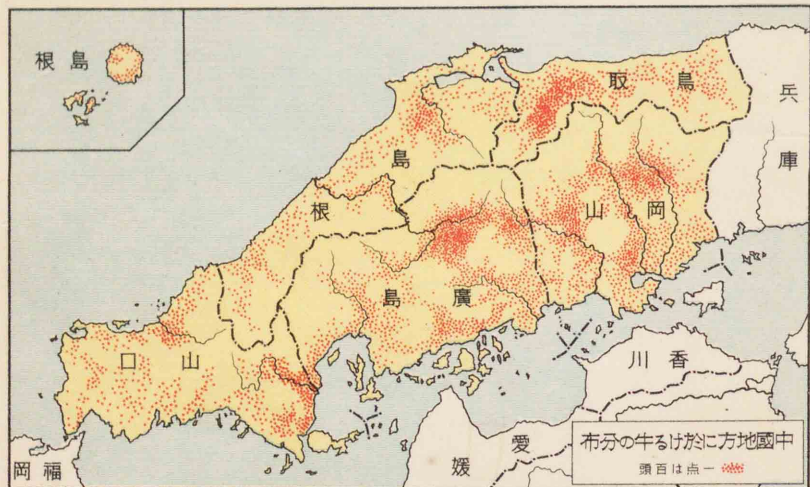 島根
鳥取
兵庫
島根
岡山
廣島
山口
香川
愛媛
福岡
中國地方に於ける牛の分布
一点は百頭